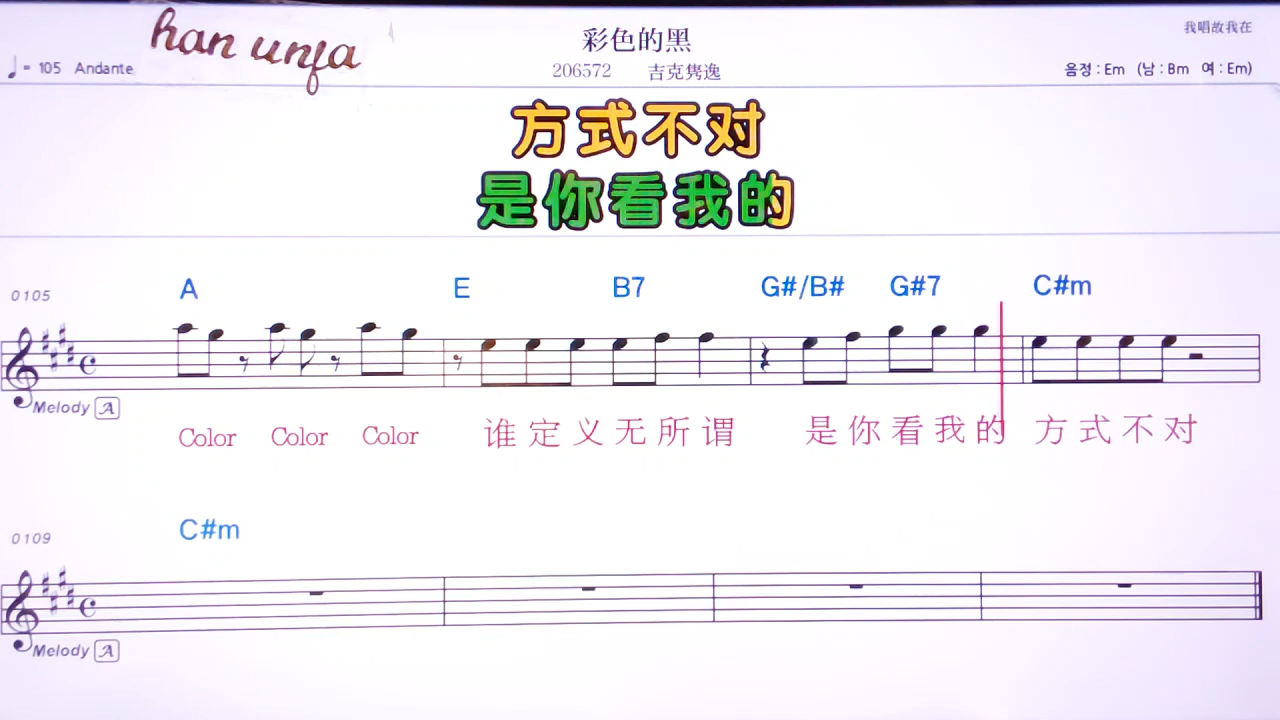 han unfa
彩色的黑
我唱故我在
♩= 105 Andante
206572 吉克隽逸
음정 : Em (남 : Bm 여 : Em)
方式不对
是你看我的
0105 A E B7 G#/B# G#7 C#m
Melody A
Color Color Color 谁定义无所谓 是你看我的 方式不对
0109 C#m
Melody A